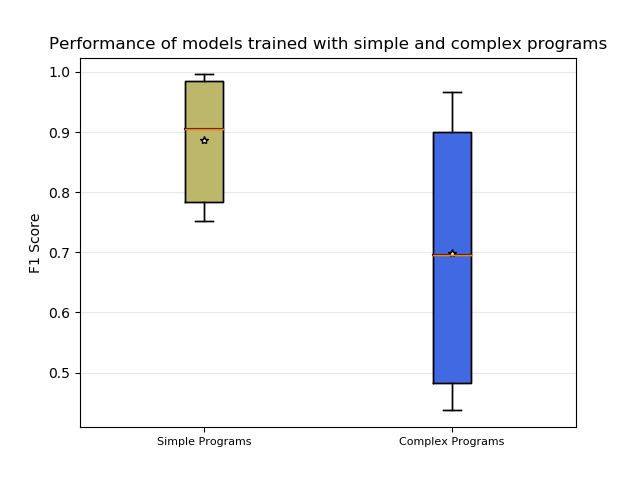 Performance of models trained with simple and complex programs
1.0
0.9
0.8
0.7
0.6
0.5
F1 Score
Simple Programs
Complex Programs